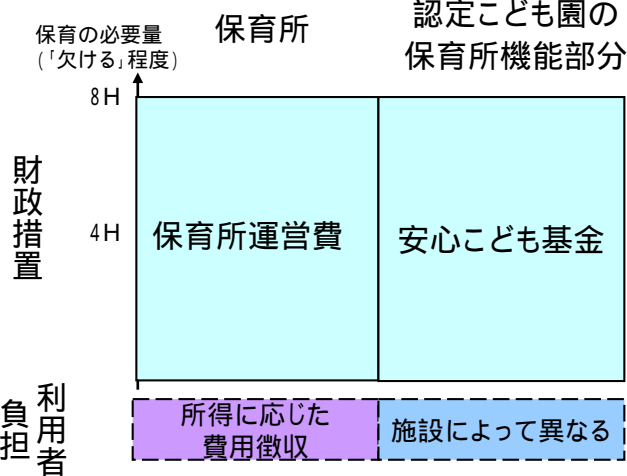 保育の必要量
(「欠ける」程度)
保育所
認定こども園の
保育所機能部分
8H
財政措置
4H
保育所運営費
安心こども基金
利用者
負担
所得に応じた
費用徴収
施設によって異なる